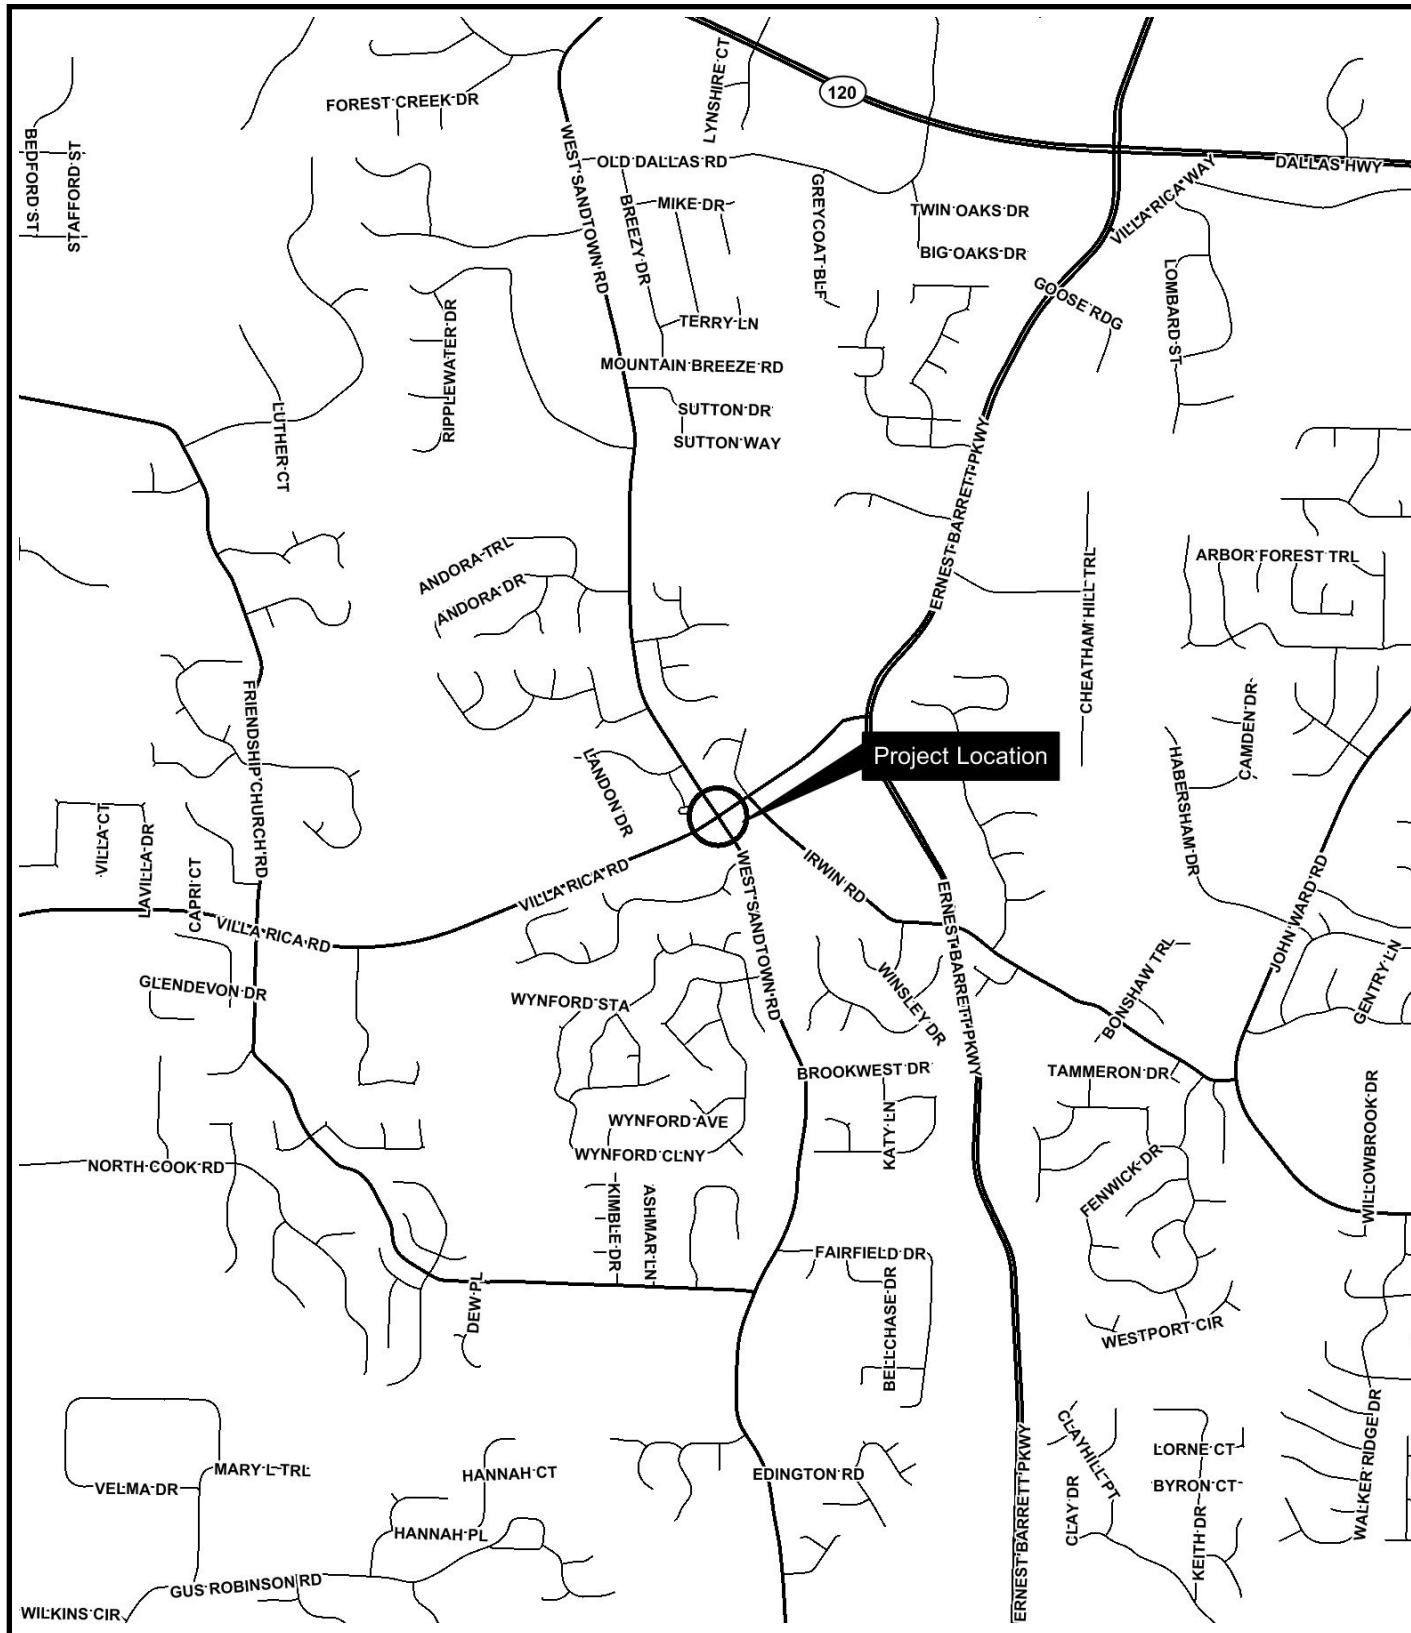 LYNSHIRE CT
120
FOREST CREEK DR
BEDFORD ST
STAFFORD ST
WEST SANDTOWN RD
OLD DALLAS RD
DALLAS HWY
VILLA RICA WAY
GREYCOAT BLF
BREEZY DR
MIKE DR
TWIN OAKS DR
BIG OAKS DR
GOOSE RDG
LOMBARD ST
RIPPLEWATER DR
TERRY LN
MOUNTAIN BREEZE RD
SUTTON DR
SUTTON WAY
LUTHER CT
ERNEST BARRETT PKWY
ANDORA TRL
ANDORA DR
CHEATHAM HILL TRL
ARBOR FOREST TRL
FRIENDSHIP CHURCH RD
CAMDEN DR
HABERSHAM DR
Project Location
LANDON DR
VILLA CT
LAVILLA DR
CAPRI CT
VILLA RICA RD
VILLA RICA RD
IRWIN RD
WEST SANDTOWN RD
ERNEST BARRETT PKWY
JOHN WARD RD
GENTRY LN
BONSHAW TRL
WINSLEY DR
GLENDEVON DR
WYNFORD STA
BROOKWEST DR
TAMMERON DR
WILLOWBROOK DR
WYNFORD AVE
KATY LN
WYNFORD CLNY
NORTH COOK RD
FENWICK DR
KIMBLE DR
ASHMAR LN
FAIRFIELD DR
DEW PL
BELLCHASE DR
WESTPORT CIR
WALKER RIDGE DR
CLAYHILL PT
LORNE CT
BYRON CT
MARY L TRL
VELMA DR
HANNAH CT
EDINGTON RD
ERNEST BARRETT PKWY
CLAY DR
KEITH DR
HANNAH PL
GUS ROBINSON RD
WILKINS CIR